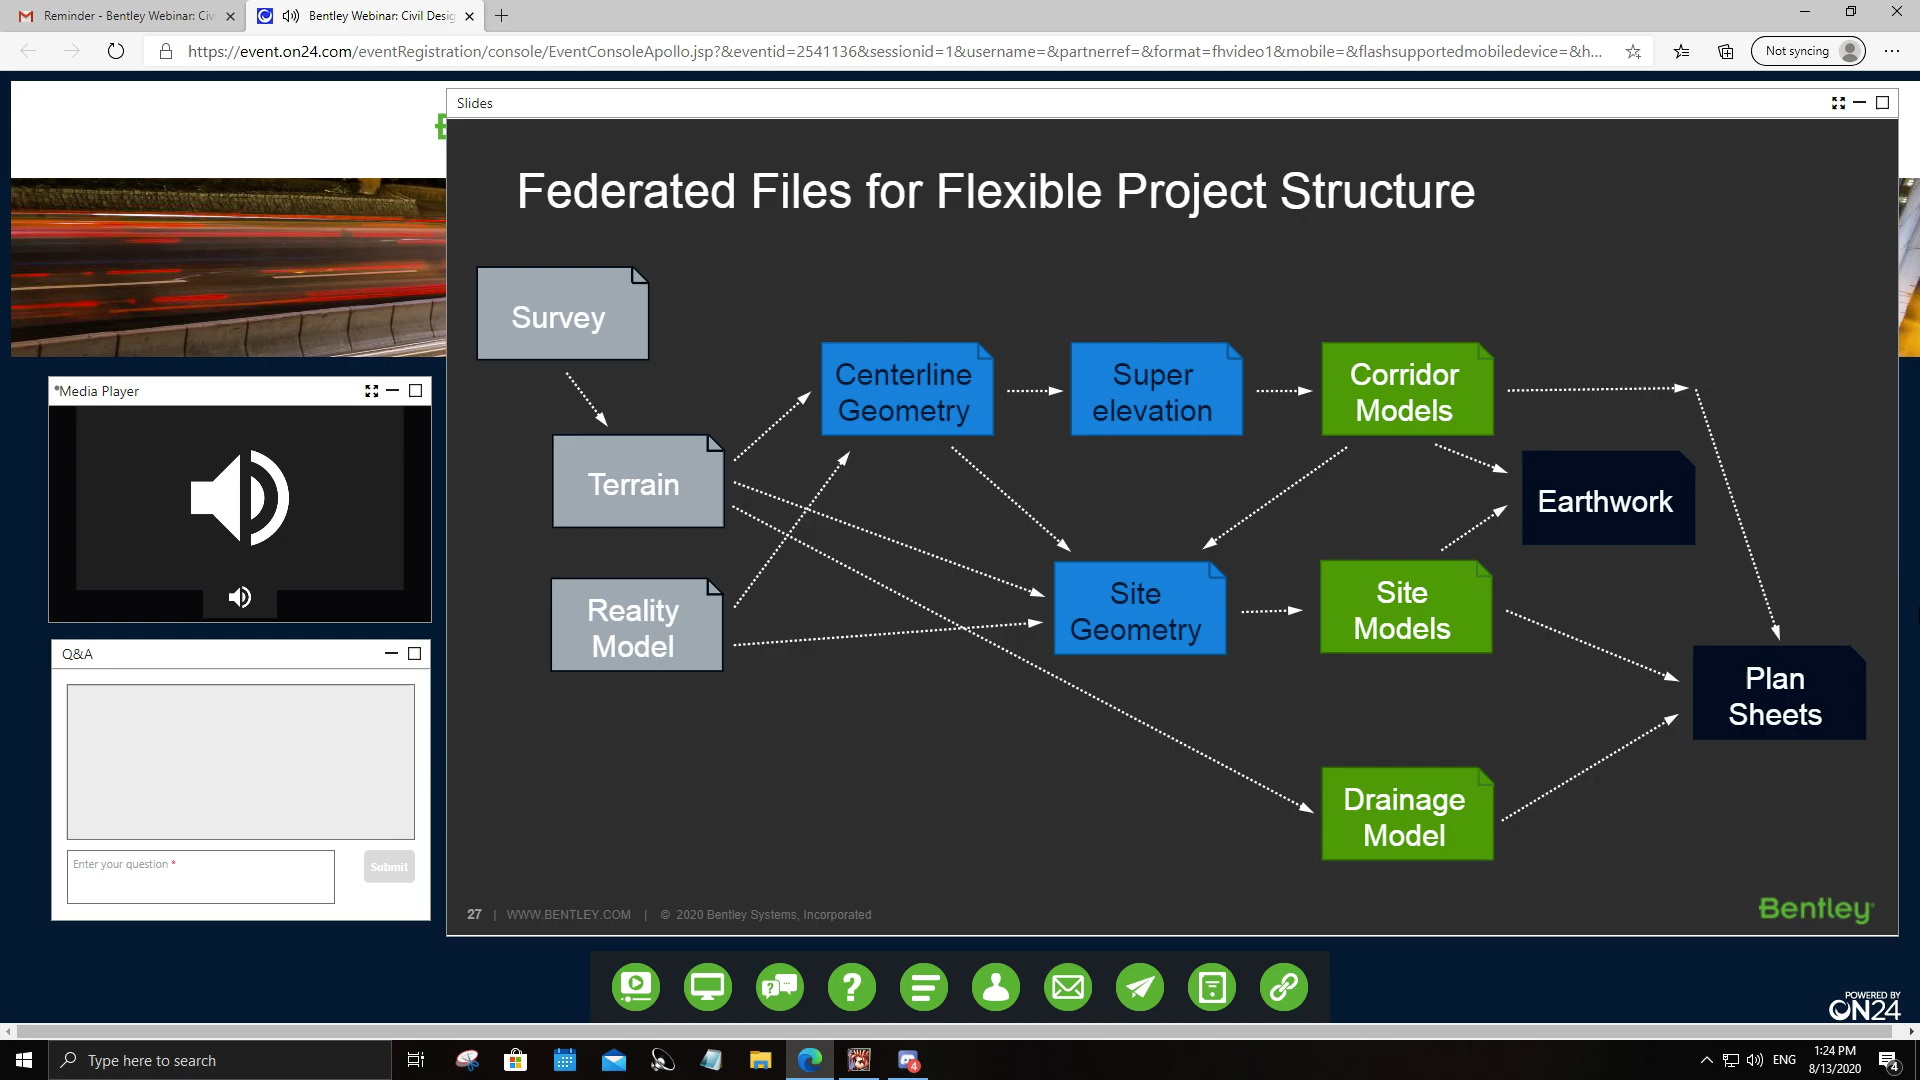 Reminder - Bentley Webinar: Civ
Bentley Webinar: Civil Desig
https://event.on24.com/eventRegistration/console/EventConsoleApollo.jsp?&eventid=2541136&sessionid=1&username=&partnerref=&format=fhvideo1&mobile=&flashsupportedmobiledevice=&h...
Not syncing
Slides
Federated Files for Flexible Project Structure
Survey
Centerline
Geometry
Super
elevation
Corridor
Models
*Media Player
Terrain
Earthwork
Reality
Model
Site
Geometry
Site
Models
Plan
Sheets
Drainage
Model
Q&A
Enter your question *
Submit
27 | WWW.BENTLEY.COM | © 2020 Bentley Systems, Incorporated
Bentley
POWERED BY
ON24
Type here to search
4
ENG
1:24 PM
8/13/2020
4